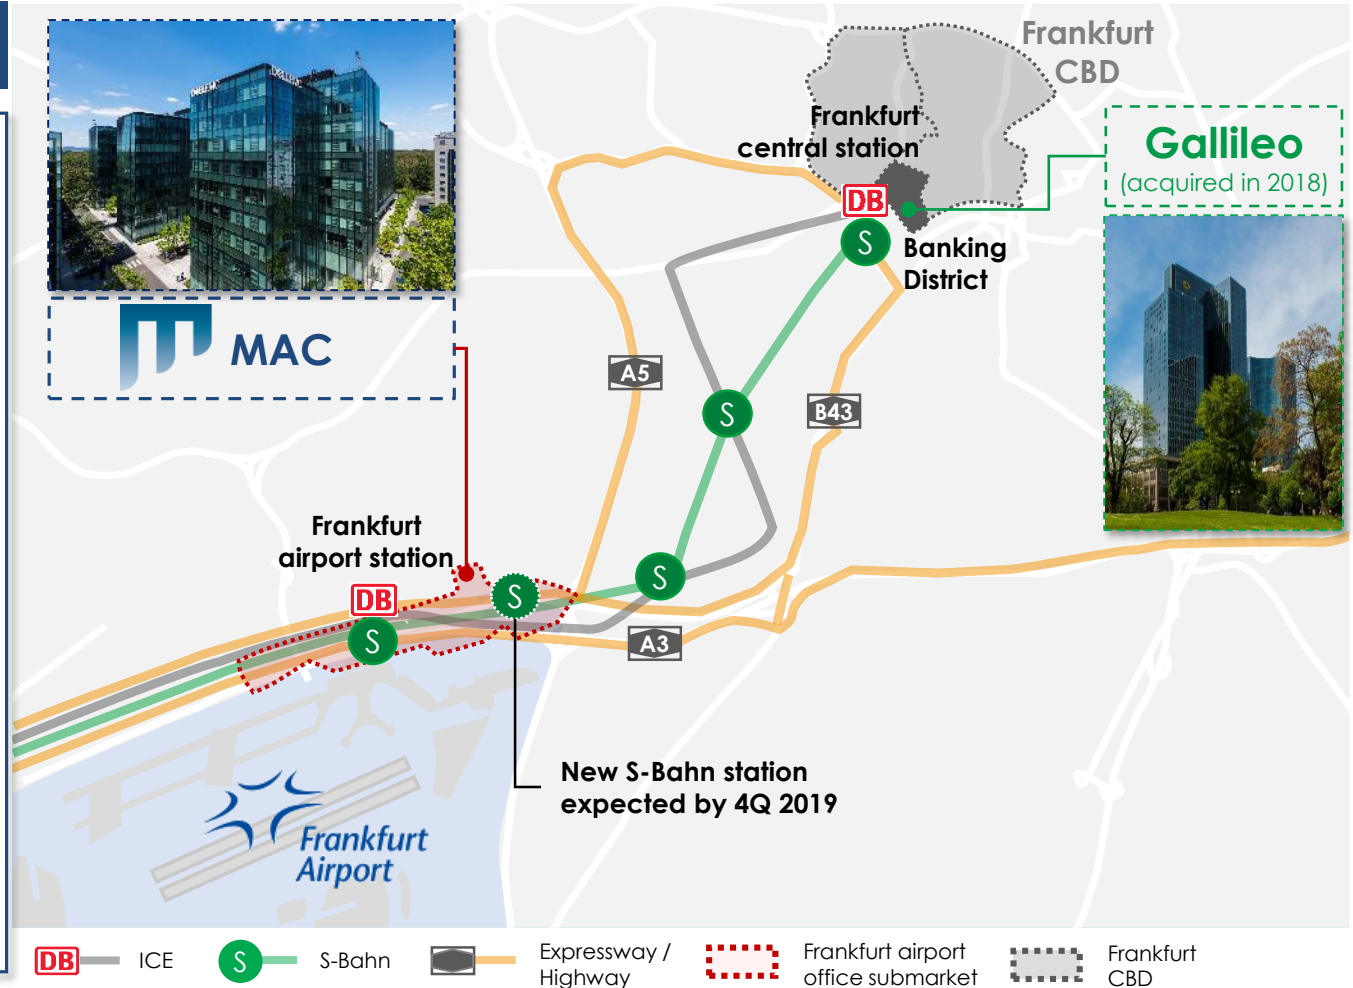 Frankfurt
CBD
Frankfurt
central station
Gallileo
(acquired in 2018)
DB
S
Banking
District
MAC
A5
B43
S
Frankfurt
airport station
S
S
DB
S
A3
New S-Bahn station
expected by 4Q 2019
Frankfurt
Airport
DB
ICE
S
S-Bahn
Expressway /
Highway
Frankfurt airport
office submarket
Frankfurt
CBD